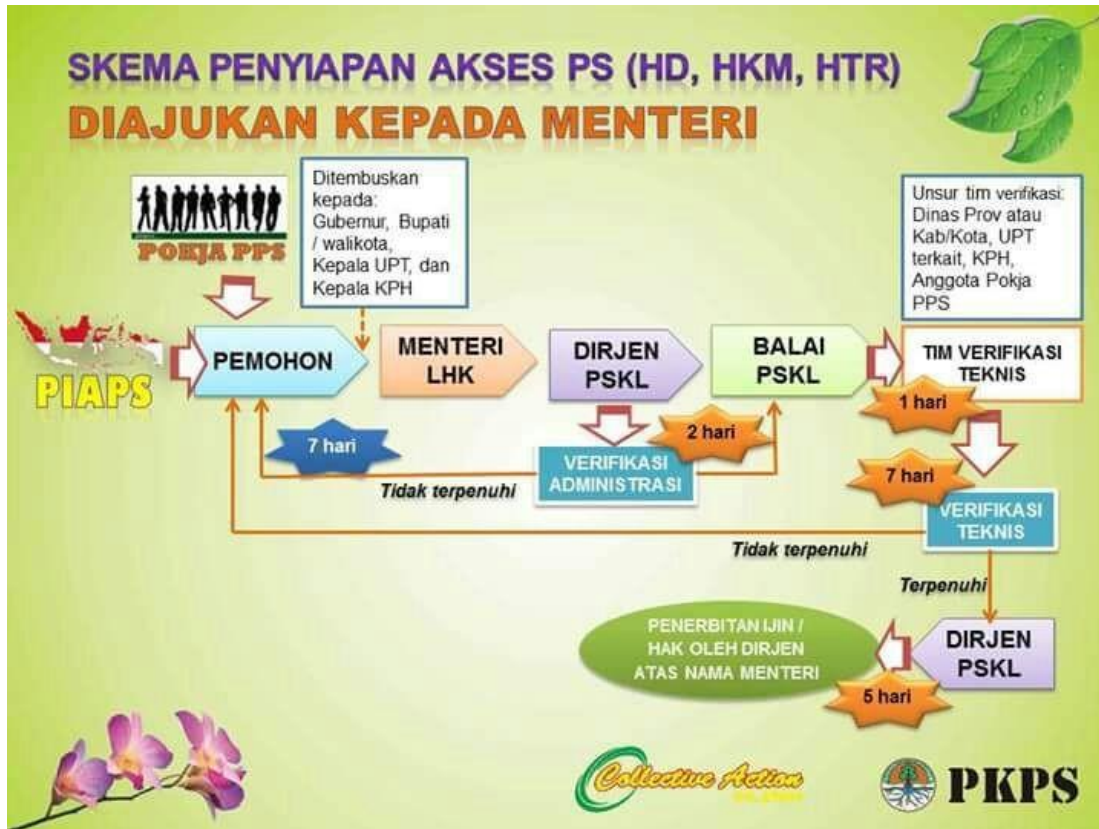 SKEMA PENYIAPAN AKSES PS (HD, HKM, HTR)
DIAJUKAN KEPADA MENTERI
POKJA PPS
Ditembuskan
kepada:
Gubernur, Bupati
/ walikota,
Kepala UPT, dan
Kepala KPH
Unsur tim verifikasi:
Dinas Prov atau
Kab/Kota, UPT
terkait, KPH,
Anggota Pokja
PPS
PIAPS
PEMOHON
MENTERI
LHK
DIRJEN
PSKL
BALAI
PSKL
TIM VERIFIKASI
TEKNIS
1 hari
7 hari
2 hari
VERIFIKASI
ADMINISTRASI
Tidak terpenuhi
7 hari
VERIFIKASI
TEKNIS
Tidak terpenuhi
Terpenuhi
PENERBITAN IJIN /
HAK OLEH DIRJEN
ATAS NAMA MENTERI
DIRJEN
PSKL
5 hari
Collective Action
PKPS